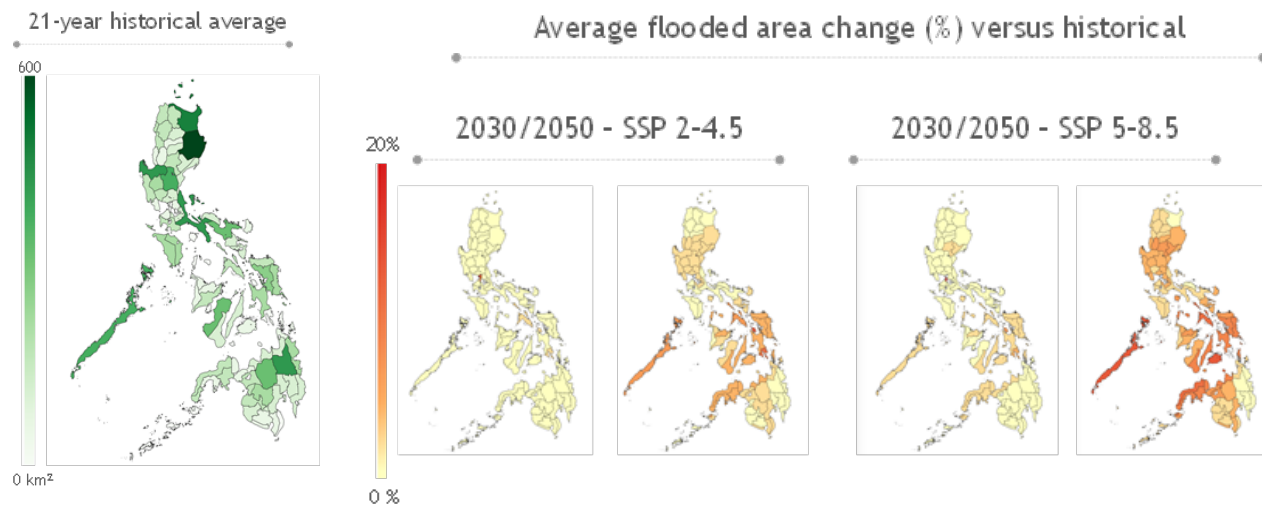 21-year historical average
600
0 km²
Average flooded area change (%) versus historical
2030/2050 - SSP 2-4.5
2030/2050 - SSP 5-8.5
20%
0 %